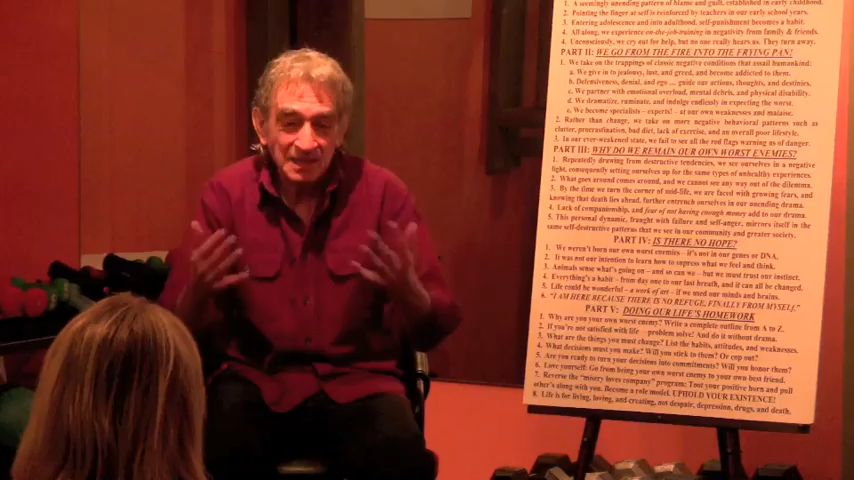 1. A seemingly unending pattern of blame and guilt, established in early childhood.
2. Pointing the finger at self is reinforced by teachers in our early school years.
3. Entering adolescence and into adulthood, self-punishment becomes a habit.
4. All along, we experience on-the-job-training in negativity from family & friends.
4. Unconsciously, we cry out for help, but no one really hears us. They turn away.
PART II: WE GO FROM THE FIRE INTO THE FRYING PAN!
1. We take on the trappings of classic negative conditions that assail humankind:
a. We give in to jealousy, lust, and greed, and become addicted to them.
b. Defensiveness, denial, and ego ... guide our actions, thoughts, and destinies.
c. We partner with emotional overload, mental debris, and physical disability.
d. We dramatize, ruminate, and indulge endlessly in expecting the worst.
e. We become specialists – experts! – at our own weaknesses and malaise.
2. Rather than change, we take on more negative behavioral patterns such as
clutter, procrastination, bad diet, lack of exercise, and an overall poor lifestyle.
3. In our ever-weakened state, we fail to see all the red flags warning us of danger.
PART III: WHY DO WE REMAIN OUR OWN WORST ENEMIES?
1. Repeatedly drawing from destructive tendencies, we see ourselves in a negative
light, consequently setting ourselves up for the same types of unhealthy experiences.
2. What goes around comes around, and we cannot see any way out of the dilemma.
3. By the time we turn the corner of mid-life, we are faced with growing fears, and
knowing that death lies ahead, further entrench ourselves in our unending drama.
4. Lack of companionship, and fear of not having enough money add to our drama.
5. This personal dynamic, fraught with failure and self-anger, mirrors itself in the
same self-destructive patterns that we see in our community and greater society.
PART IV: IS THERE NO HOPE?
1. We weren't born our own worst enemies – it's not in our genes or DNA.
2. It was not our intention to learn how to suppress what we feel and think.
3. Animals sense what's going on – and so can we – but we must trust our instinct.
4. Everything's a habit – from day one to our last breath, and it can all be changed.
5. Life could be wonderful – a work of art – if we used our minds and brains.
6. "I AM HERE BECAUSE THERE IS NO REFUGE, FINALLY FROM MYSELF."
PART V: DOING OUR LIFE'S HOMEWORK
1. Why are you your own worst enemy? Write a complete outline from A to Z.
2. If you're not satisfied with life – problem solve! And do it without drama.
3. What are the things you must change? List the habits, attitudes, and weaknesses.
4. What decisions must you make? Will you stick to them? Or cop out?
5. Are you ready to turn your decisions into commitments? Will you honor them?
6. Love yourself: Go from being your own worst enemy to your own best friend.
7. Reverse the "misery loves company" program: Toot your positive horn and pull
other's along with you. Become a role model. UPHOLD YOUR EXISTENCE!
8. Life is for living, loving, and creating, not despair, depression, drugs, and death.